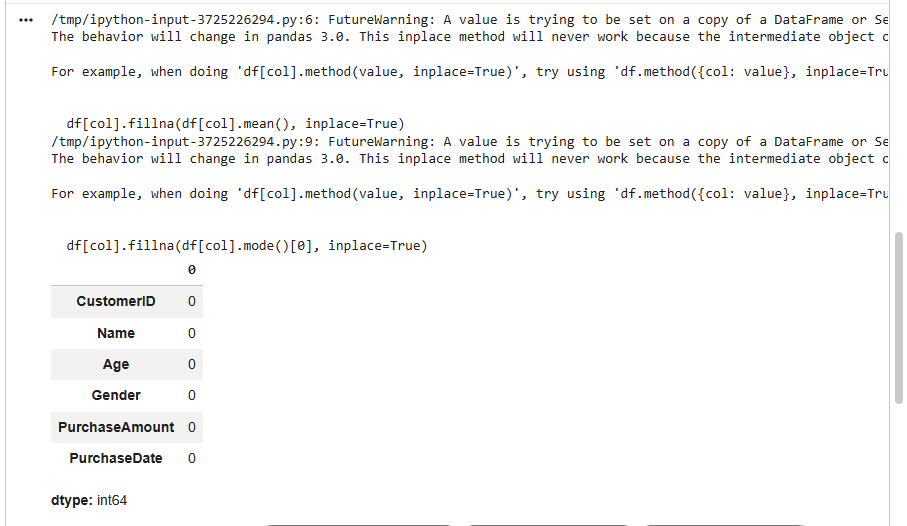 /tmp/ipython-input-3725226294.py:6: FutureWarning: A value is trying to be set on a copy of a DataFrame or Se
The behavior will change in pandas 3.0. This inplace method will never work because the intermediate object o
For example, when doing 'df[col].method(value, inplace=True)', try using 'df.method({col: value}, inplace=Tru
df[col].fillna(df[col].mean(), inplace=True)
/tmp/ipython-input-3725226294.py:9: FutureWarning: A value is trying to be set on a copy of a DataFrame or Se
The behavior will change in pandas 3.0. This inplace method will never work because the intermediate object o
For example, when doing 'df[col].method(value, inplace=True)', try using 'df.method({col: value}, inplace=Tru
df[col].fillna(df[col].mode()[0], inplace=True)
0
CustomerID 0
Name 0
Age 0
Gender 0
PurchaseAmount 0
PurchaseDate 0
dtype: int64